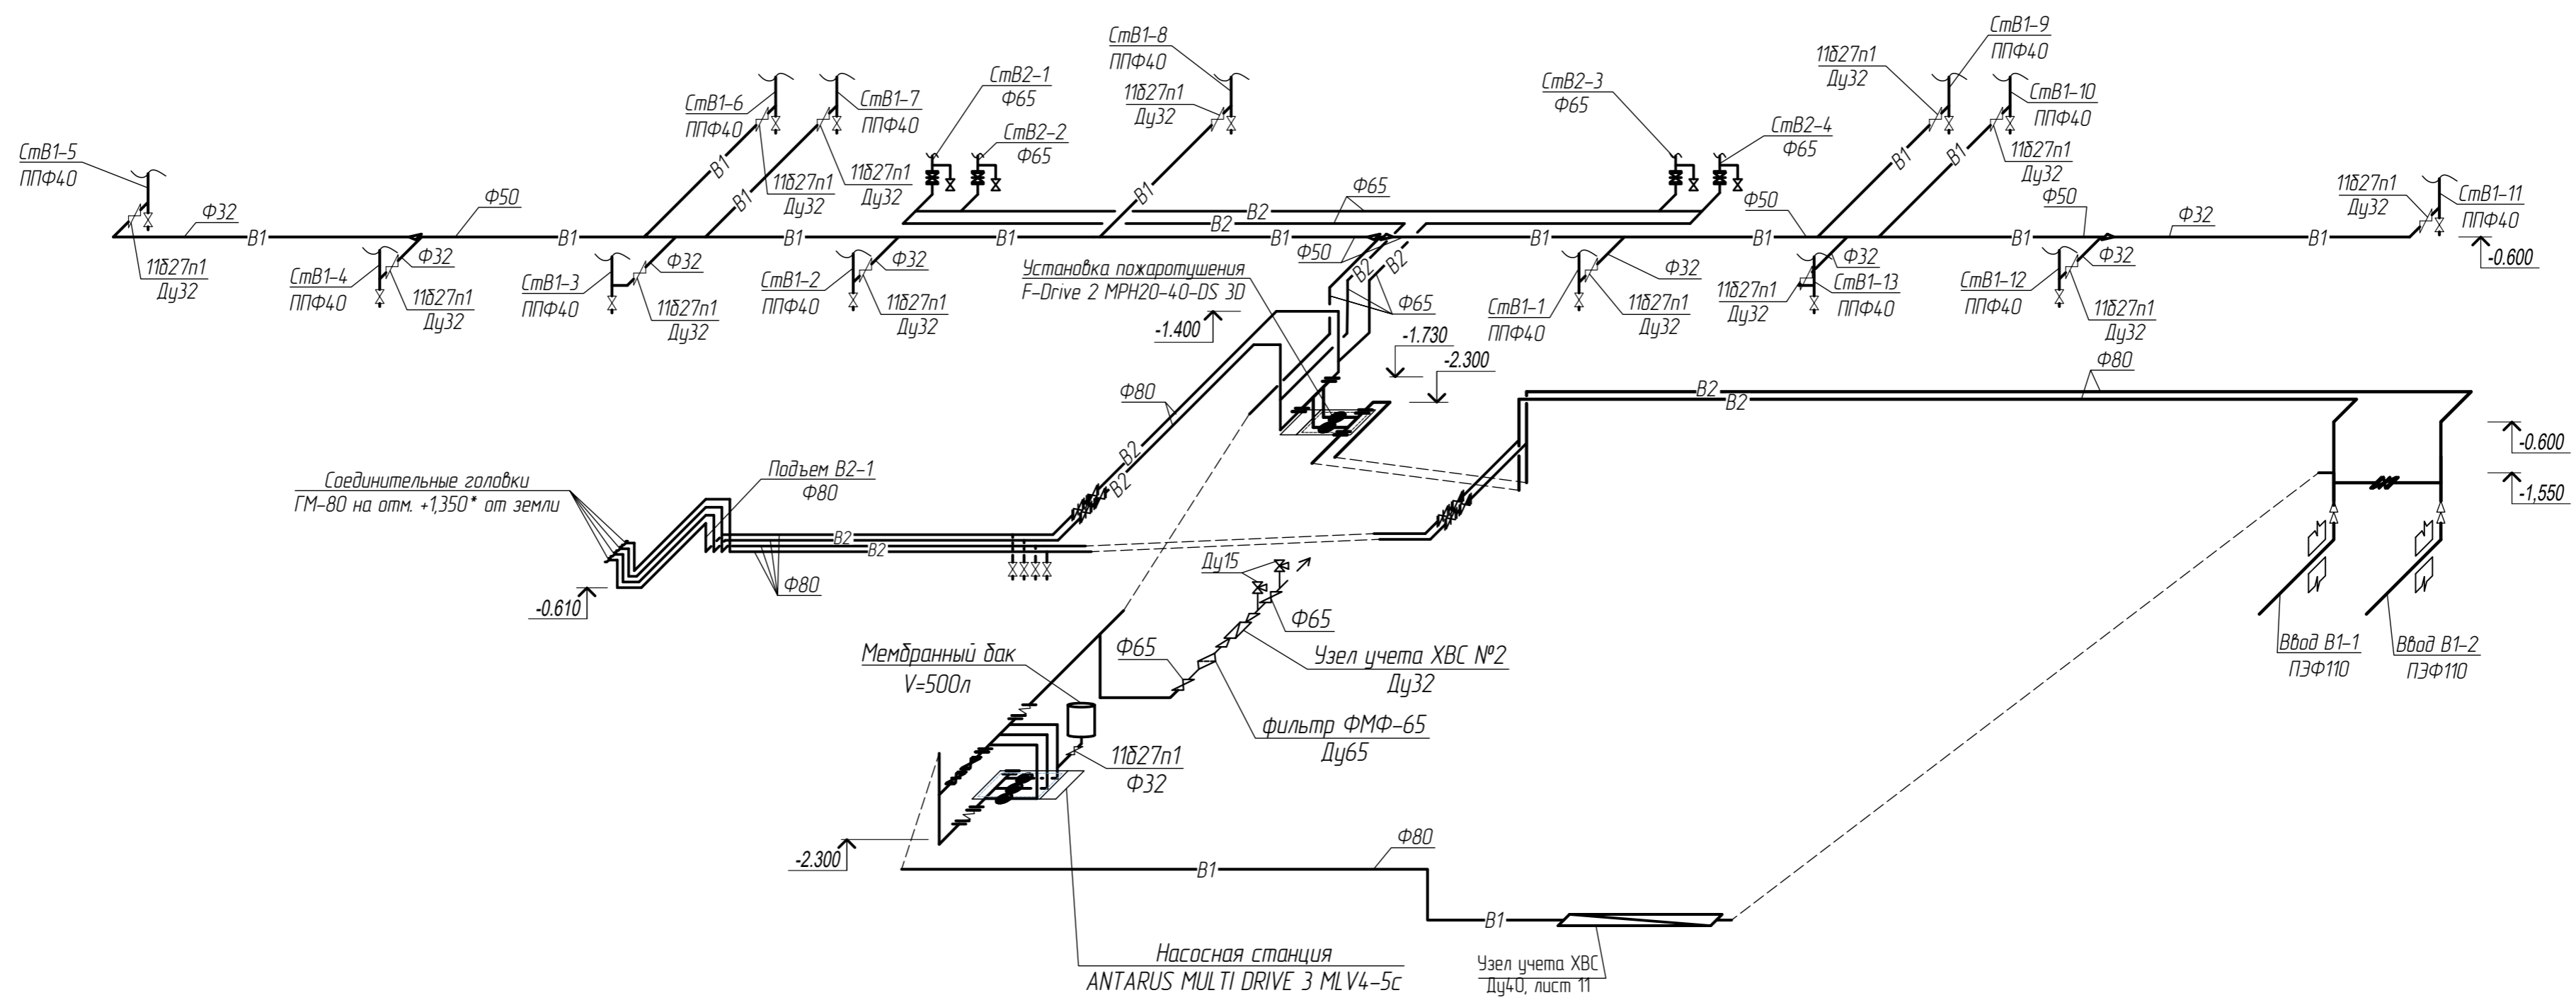 СтВ1-9
ППФ40
СтВ1-8
ППФ40
11б27п1
Ду32
СтВ2-1
Ф65
СтВ2-3
Ф65
СтВ1-6
ППФ40
СтВ1-7
ППФ40
11б27п1
Ду32
СтВ1-10
ППФ40
СтВ2-2
Ф65
СтВ2-4
Ф65
СтВ1-5
ППФ40
В1
11б27п1
Ду32
В1
11б27п1
Ду32
В1
В1
В1
11б27п1
Ду32
11б27п1
Ду32
СтВ1-11
ППФ40
Ф32
Ф50
Ф65
В2
В2
Ф50
Ф50
Ф32
В1
В1
В1
В1
В1
В1
В1
В1
В1
-0.600
11б27п1
Ду32
СтВ1-4
ППФ40
Ф32
11б27п1
Ду32
СтВ1-3
ППФ40
Ф32
11б27п1
Ду32
СтВ1-2
ППФ40
Ф32
11б27п1
Ду32
Ф50
Установка пожаротушения
F-Drive 2 MPH20-40-DS 3D
В2
В2
Ф65
СтВ1-1
ППФ40
Ф32
11б27п1
Ду32
11б27п1
Ду32
Ф32
СтВ1-13
ППФ40
СтВ1-12
ППФ40
Ф32
11б27п1
Ду32
-1.400
-1.730
-2.300
Ф80
Ф80
В2
В2
-0.600
-1,550
В2
В2
Соединительные головки
ГМ-80 на отм. +1,350* от земли
Подъем В2-1
Ф80
В2
В2
Ф80
-0.610
Ду15
Ф65
Ф65
Мембранный бак
V=500л
Узел учета ХВС №2
Ду32
фильтр ФМФ-65
Ду65
11б27п1
Ф32
Ввод В1-1
ПЭФ110
Ввод В1-2
ПЭФ110
-2.300
Ф80
В1
В1
Насосная станция
ANTARUS MULTI DRIVE 3 MLV4-5c
Узел учета ХВС
Ду40, лист 11